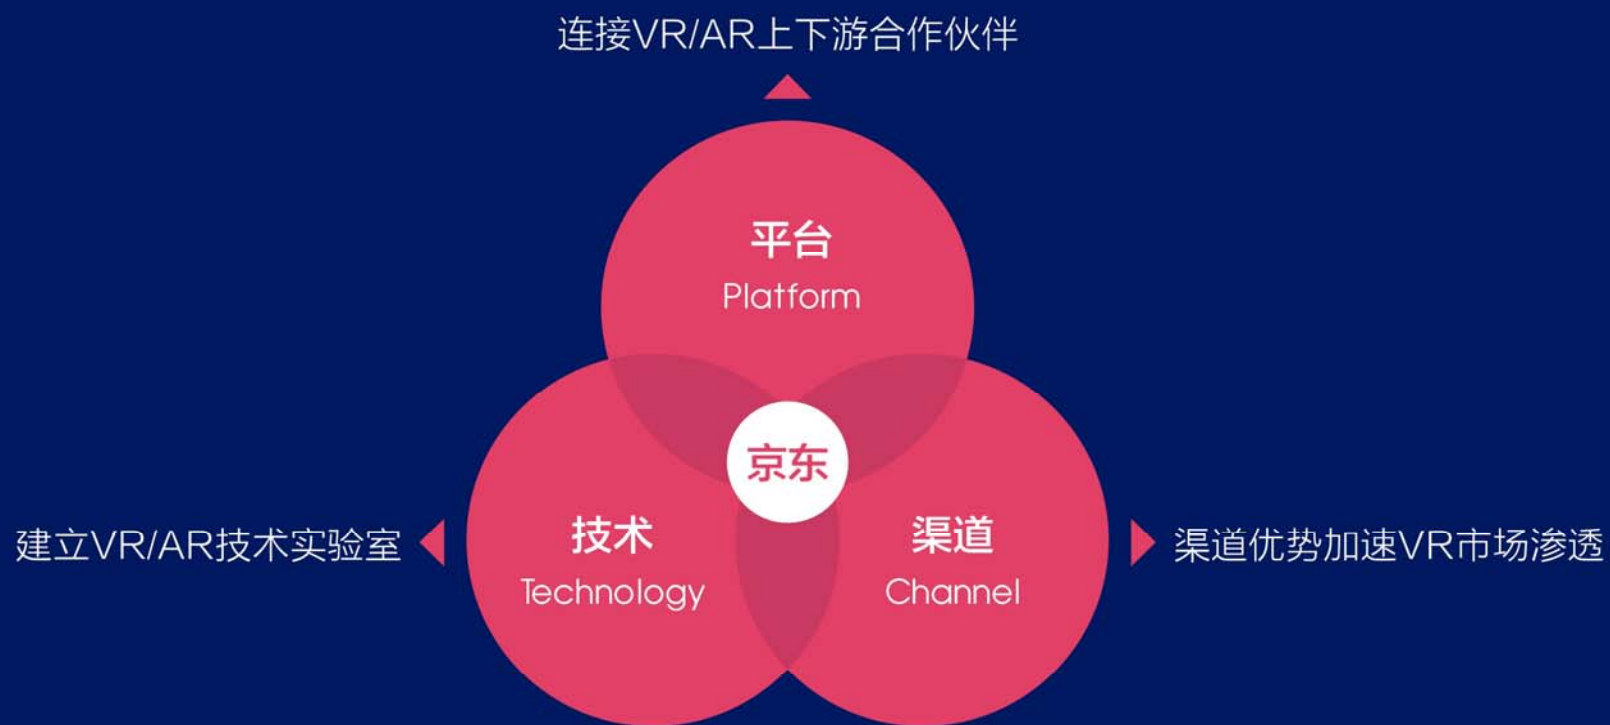 连接VR/AR上下游合作伙伴
平台
Platform
京东
建立VR/AR技术实验室
技术
Technology
渠道
Channel
渠道优势加速VR市场渗透